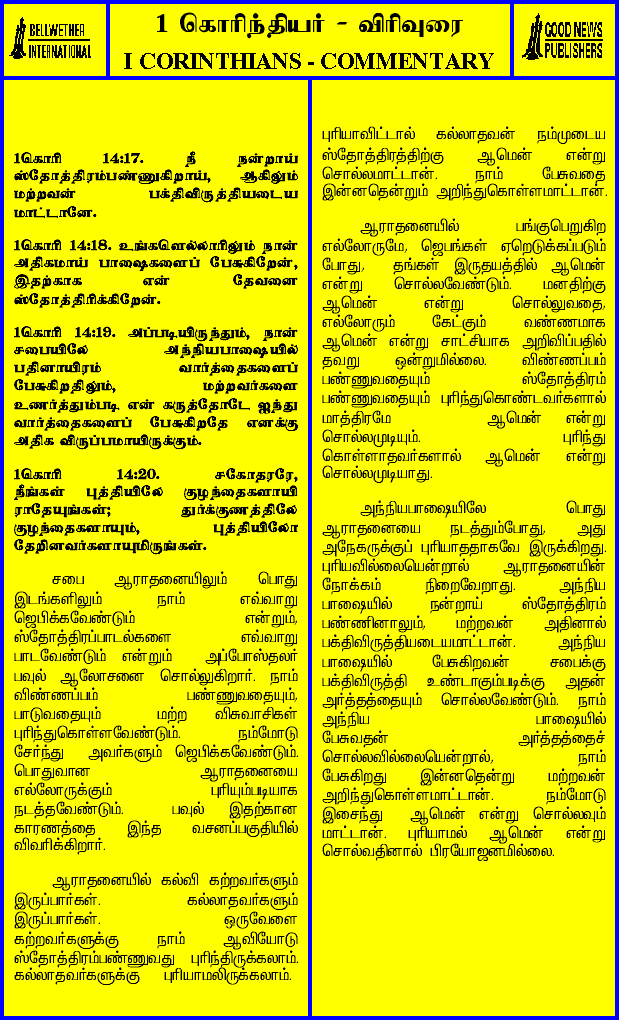 BELLWETHER
INTERNATIONAL
1 கொரிந்தியர் - விரிவுரை
I CORINTHIANS - COMMENTARY
GOOD NEWS
PUBLISHERS
1கொரி 14:17. நீ நன்றாய்
ஸ்தோத்திரம்பண்ணுகிறாய், ஆகிலும்
மற்றவன் பக்திவிருத்தியடைய
மாட்டானே.
1கொரி 14:18. உங்களெல்லாரிலும் நான்
அதிகமாய் பாஷைகளைப் பேசுகிறேன்,
இதற்காக என் தேவனை
ஸ்தோத்திரிக்கிறேன்.
1கொரி 14:19. அப்படியிருந்தும், நான்
சபையிலே அந்நியபாஷையில்
பதினாயிரம் வார்த்தைகளைப்
பேசுகிறதிலும், மற்றவர்களை
உணர்த்தும்படி என் கருத்தோடே ஐந்து
வார்த்தைகளைப் பேசுகிறதே எனக்கு
அதிக விருப்பமாயிருக்கும்.
1கொரி 14:20. சகோதரரே,
நீங்கள் புத்தியிலே குழந்தைகளாயி
ராதேயுங்கள்; துர்க்குணத்திலே
குழந்தைகளாயும், புத்தியிலோ
தேறினவர்களாயுமிருங்கள்.
சபை ஆராதனையிலும் பொது
இடங்களிலும் நாம் எவ்வாறு
ஜெபிக்கவேண்டும் என்றும்,
ஸ்தோத்திரப்பாடல்களை எவ்வாறு
பாடவேண்டும் என்றும் அப்போஸ்தலர்
பவுல் ஆலோசனை சொல்லுகிறார். நாம்
விண்ணப்பம் பண்ணுவதையும்,
பாடுவதையும் மற்ற விசுவாசிகள்
புரிந்துகொள்ளவேண்டும். நம்மோடு
சேர்ந்து அவர்களும் ஜெபிக்கவேண்டும்.
பொதுவான ஆராதனையை
எல்லோருக்கும் புரியும்படியாக
நடத்தவேண்டும். பவுல் இதற்கான
காரணத்தை இந்த வசனப்பகுதியில்
விவரிக்கிறார்.
ஆராதனையில் கல்வி கற்றவர்களும்
இருப்பார்கள். கல்லாதவர்களும்
இருப்பார்கள். ஒருவேளை
கற்றவர்களுக்கு நாம் ஆவியோடு
ஸ்தோத்திரம்பண்ணுவது புரிந்திருக்கலாம்.
கல்லாதவர்களுக்கு புரியாமலிருக்கலாம்.
புரியாவிட்டால் கல்லாதவன் நம்முடைய
ஸ்தோத்திரத்திற்கு ஆமென் என்று
சொல்லமாட்டான். நாம் பேசுவதை
இன்னதென்றும் அறிந்துகொள்ளமாட்டான்.
ஆராதனையில் பங்குபெறுகிற
எல்லோருமே, ஜெபங்கள் ஏறெடுக்கப்படும்
போது, தங்கள் இருதயத்தில் ஆமென்
என்று சொல்லவேண்டும். மனதிற்கு
ஆமென் என்று சொல்லுவதை,
எல்லோரும் கேட்கும் வண்ணமாக
ஆமென் என்று சாட்சியாக அறிவிப்பதில்
தவறு ஒன்றுமில்லை. விண்ணப்பம்
பண்ணுவதையும் ஸ்தோத்திரம்
பண்ணுவதையும் புரிந்துகொண்டவர்களால்
மாத்திரமே ஆமென் என்று
சொல்லமுடியும். புரிந்து
கொள்ளாதவர்களால் ஆமென் என்று
சொல்லமுடியாது.
அந்நியபாஷையிலே பொது
ஆராதனையை நடத்தும்போது, அது
அநேகருக்குப் புரியாததாகவே இருக்கிறது.
புரியவில்லையென்றால் ஆராதனையின்
நோக்கம் நிறைவேறாது. அந்நிய
பாஷையில் நன்றாய் ஸ்தோத்திரம்
பண்ணினாலும், மற்றவன் அதினால்
பக்திவிருத்தியடையமாட்டான். அந்நிய
பாஷையில் பேசுகிறவன் சபைக்கு
பக்திவிருத்தி உண்டாகும்படிக்கு அதன்
அர்த்தத்தையும் சொல்லவேண்டும். நாம்
அந்நிய பாஷையில்
பேசுவதன் அர்த்தத்தைச்
சொல்லவில்லையென்றால், நாம்
பேசுகிறது இன்னதென்று மற்றவன்
அறிந்துகொள்ளமாட்டான். நம்மோடு
இசைந்து ஆமென் என்று சொல்லவும்
மாட்டான். புரியாமல் ஆமென் என்று
சொல்வதினால் பிரயோஜனமில்லை.